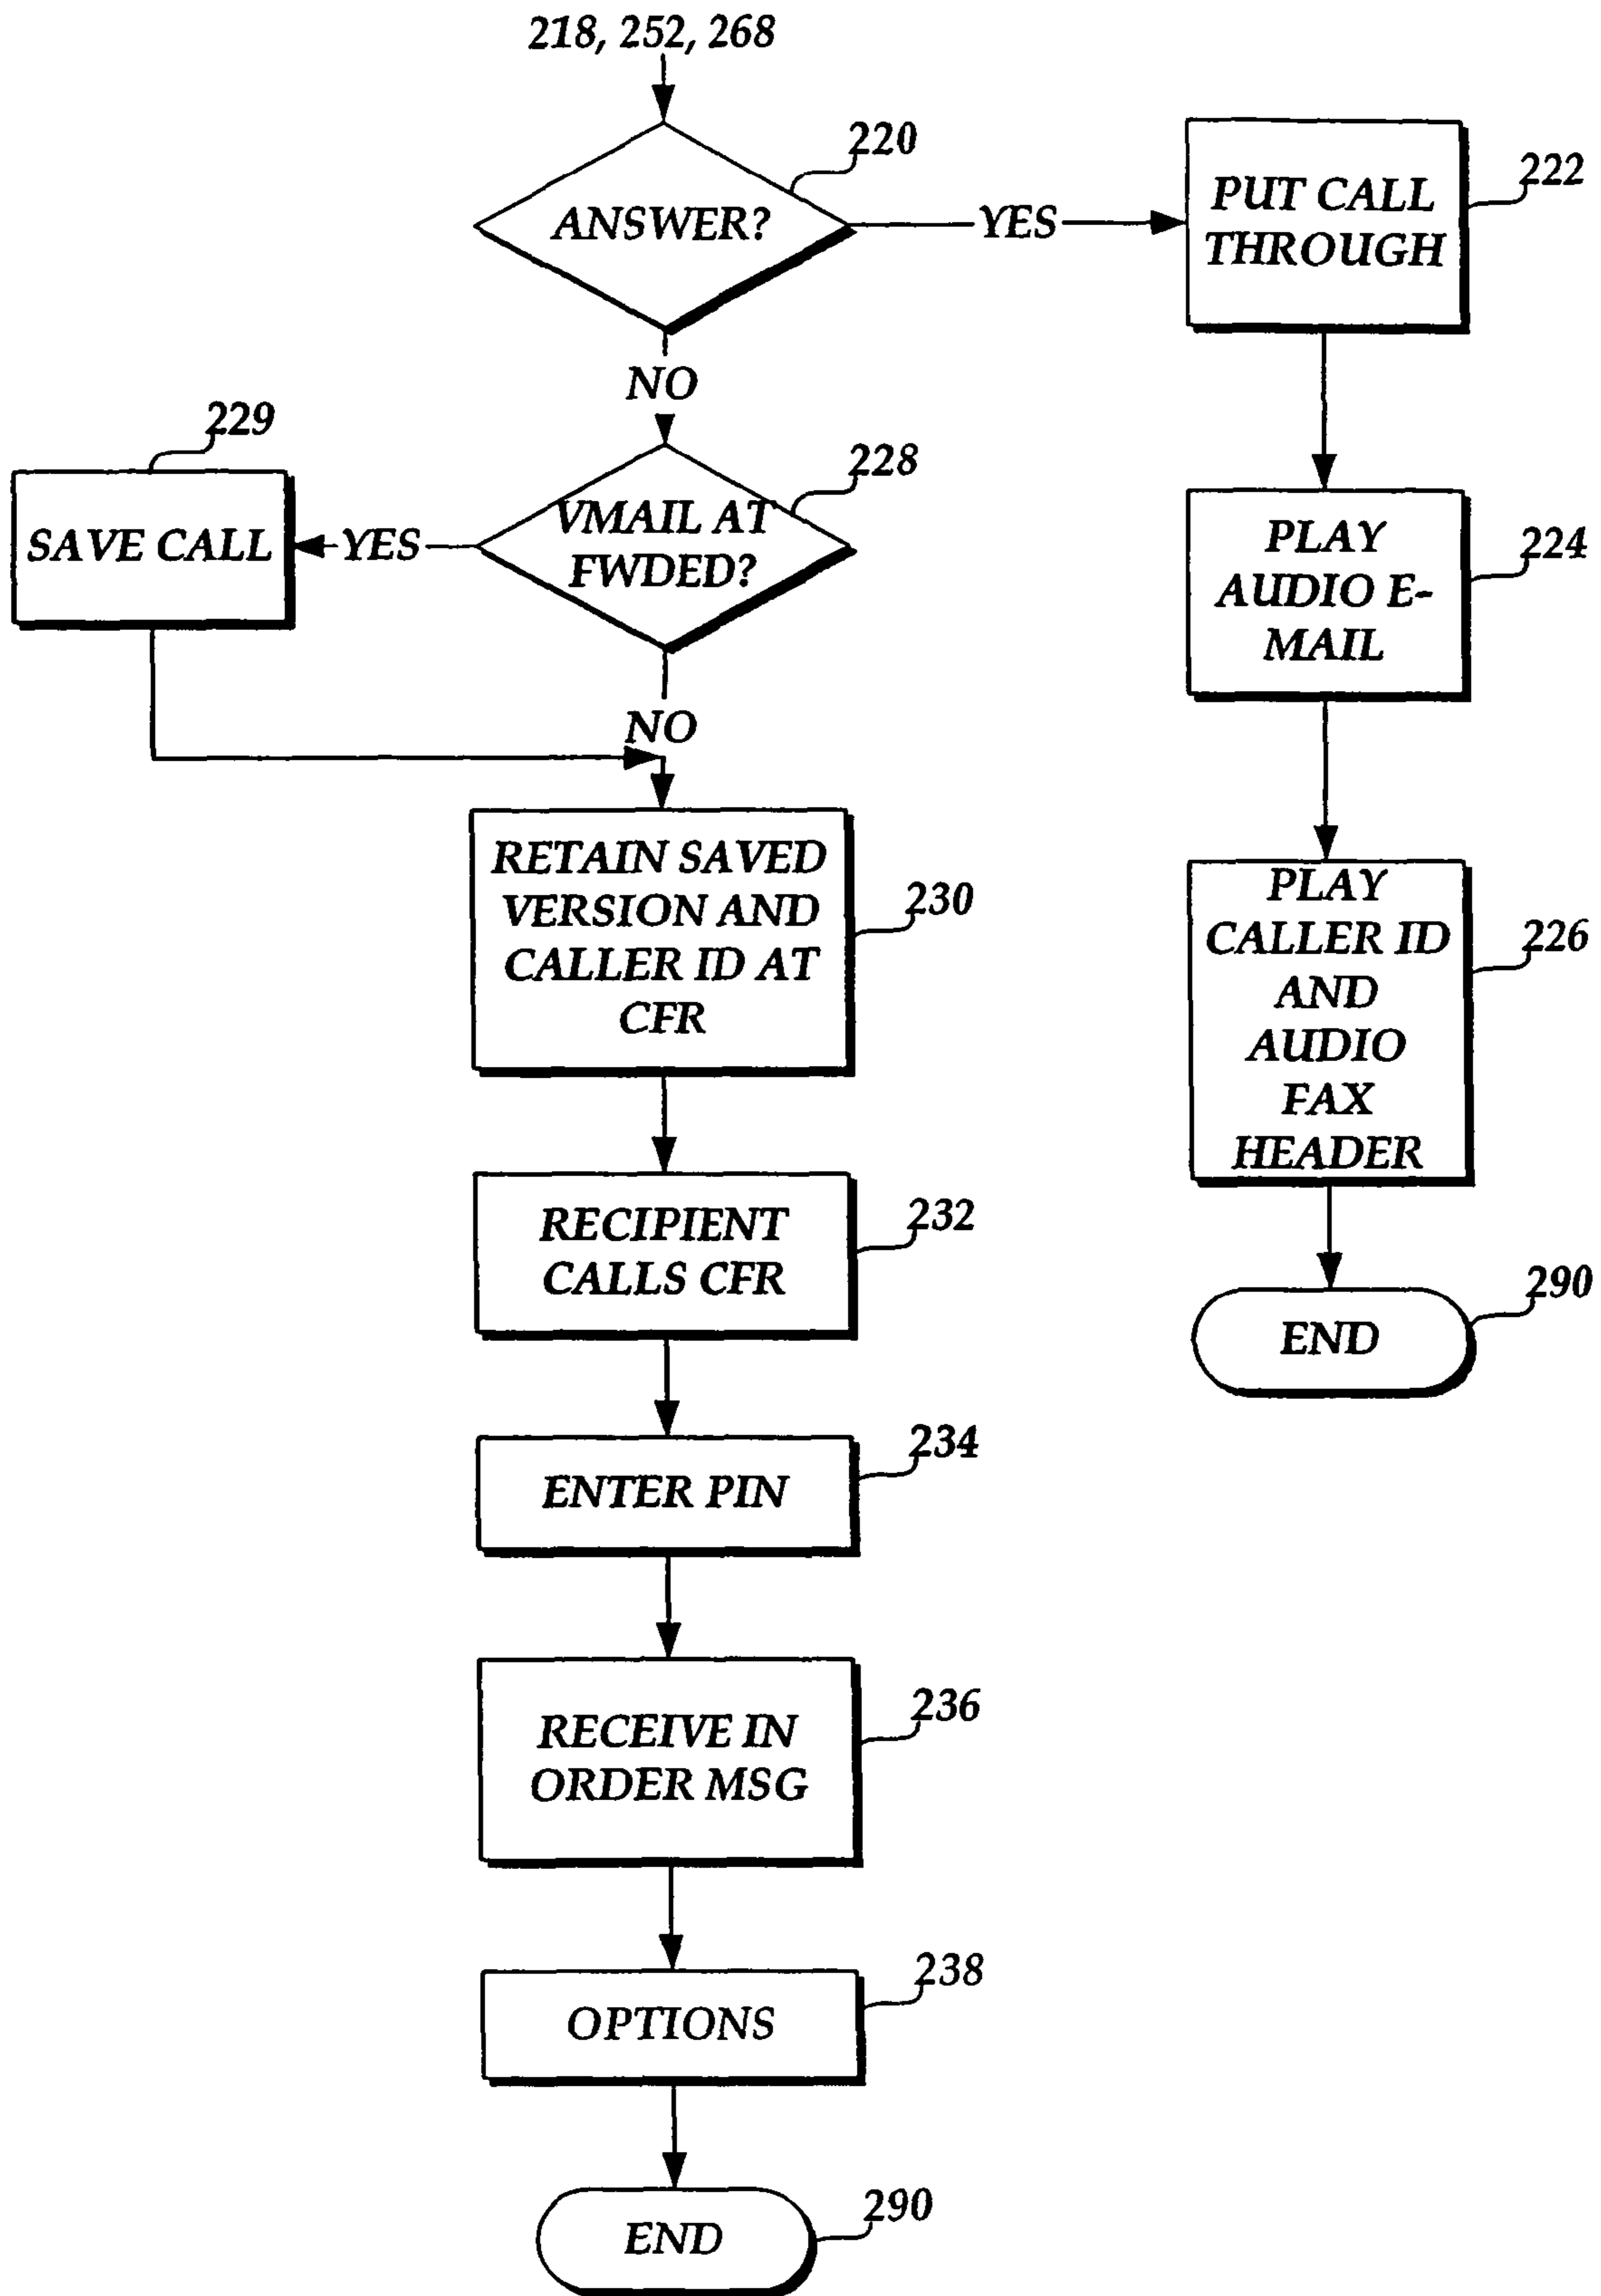 218, 252, 268
220
ANSWER?
YES
PUT CALL
THROUGH
222
NO
229
228
SAVE CALL
YES
VMAIL AT
FWDED?
PLAY
AUDIO E-
MAIL
224
NO
RETAIN SAVED
VERSION AND
CALLER ID AT
CFR
230
PLAY
CALLER ID
AND
AUDIO
FAX
HEADER
226
RECIPIENT
CALLS CFR
232
END
290
ENTER PIN
234
RECEIVE IN
ORDER MSG
236
OPTIONS
238
END
290